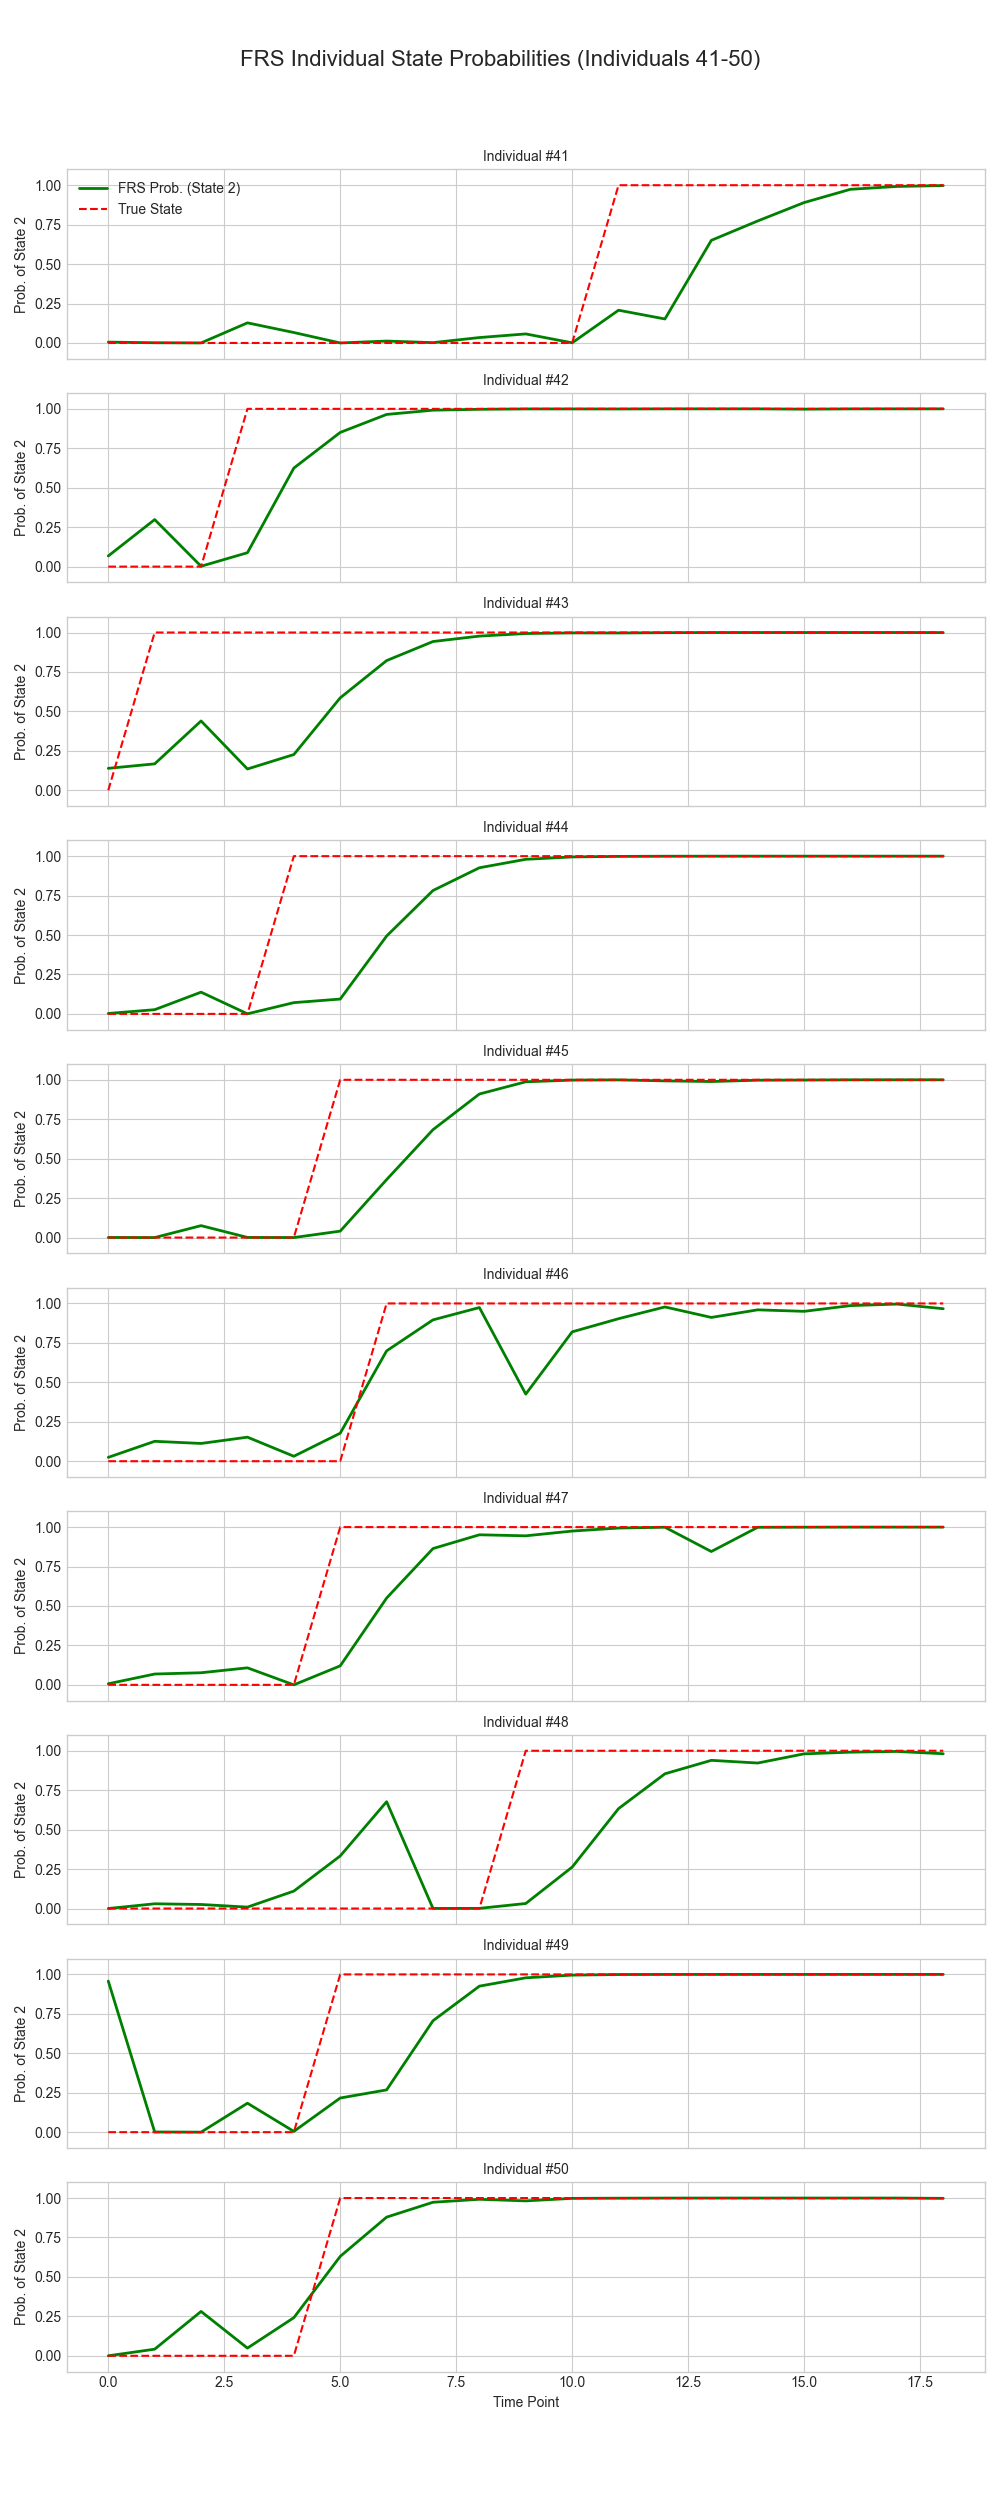 FRS Individual State Probabilities (Individuals 41-50)
Individual #41
FRS Prob. (State 2)
True State
1.00
0.75
0.50
0.25
0.00
Prob. of State 2
Individual #42
1.00
0.75
0.50
0.25
0.00
Prob. of State 2
Individual #43
1.00
0.75
0.50
0.25
0.00
Prob. of State 2
Individual #44
1.00
0.75
0.50
0.25
0.00
Prob. of State 2
Individual #45
1.00
0.75
0.50
0.25
0.00
Prob. of State 2
Individual #46
1.00
0.75
0.50
0.25
0.00
Prob. of State 2
Individual #47
1.00
0.75
0.50
0.25
0.00
Prob. of State 2
Individual #48
1.00
0.75
0.50
0.25
0.00
Prob. of State 2
Individual #49
1.00
0.75
0.50
0.25
0.00
Prob. of State 2
Individual #50
1.00
0.75
0.50
0.25
0.00
Prob. of State 2
0.0 2.5 5.0 7.5 10.0 12.5 15.0 17.5
Time Point